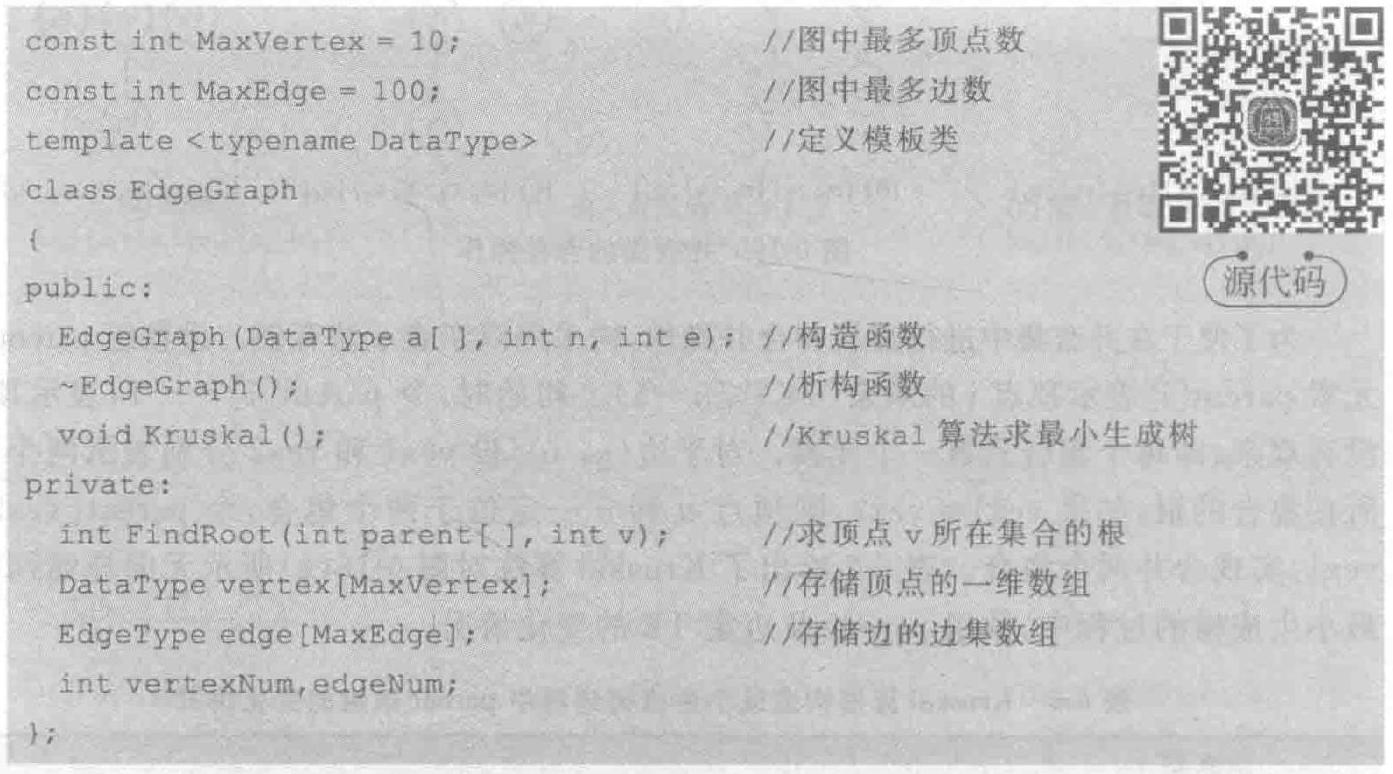 const int MaxVertex = 10; //图中最多顶点数
const int MaxEdge = 100; //图中最多边数
template <typename DataType> //定义模板类
class EdgeGraph
{
public:
EdgeGraph(DataType a[ ], int n, int e); //构造函数
~EdgeGraph(); //析构函数
void Kruskal(); //Kruskal 算法求最小生成树
private:
int FindRoot(int parent[ ], int v); //求顶点 v 所在集合的根
DataType vertex[MaxVertex]; //存储顶点的一维数组
EdgeType edge[MaxEdge]; //存储边的边集数组
int vertexNum,edgeNum;
};
源代码